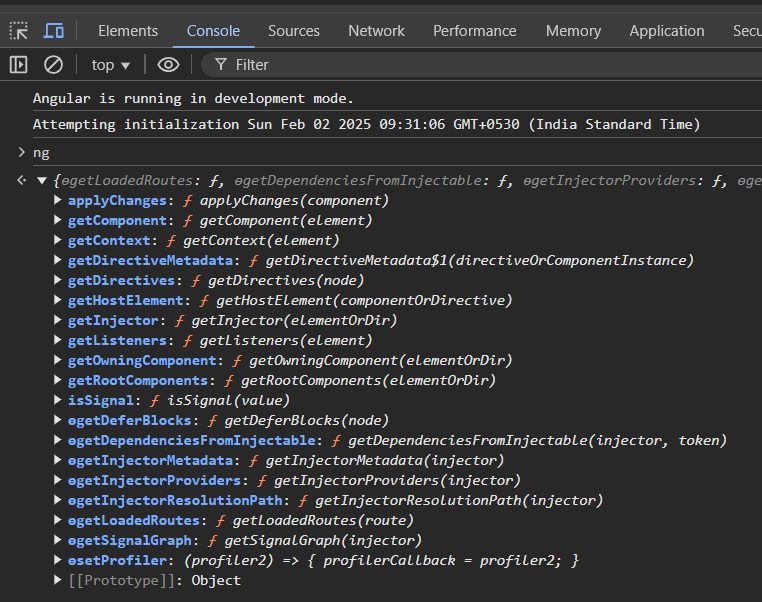 Elements Console Sources Network Performance Memory Application Secu
top Filter
Angular is running in development mode.
Attempting initialization Sun Feb 02 2025 09:31:06 GMT+0530 (India Standard Time)
> ng
{ɵgetLoadedRoutes: ƒ, ɵgetDependenciesFromInjectable: ƒ, ɵgetInjectorProviders: ƒ, ɵge
applyChanges: ƒ applyChanges(component)
getComponent: ƒ getComponent(element)
getContext: ƒ getContext(element)
getDirectiveMetadata: ƒ getDirectiveMetadata$1(directiveOrComponentInstance)
getDirectives: ƒ getDirectives(node)
getHostElement: ƒ getHostElement(componentOrDirective)
getInjector: ƒ getInjector(elementOrDir)
getListeners: ƒ getListeners(element)
getOwningComponent: ƒ getOwningComponent(elementOrDir)
getRootComponents: ƒ getRootComponents(elementOrDir)
isSignal: ƒ isSignal(value)
ɵgetDeferBlocks: ƒ getDeferBlocks(node)
ɵgetDependenciesFromInjectable: ƒ getDependenciesFromInjectable(injector, token)
ɵgetInjectorMetadata: ƒ getInjectorMetadata(injector)
ɵgetInjectorProviders: ƒ getInjectorProviders(injector)
ɵgetInjectorResolutionPath: ƒ getInjectorResolutionPath(injector)
ɵgetLoadedRoutes: ƒ getLoadedRoutes(route)
ɵgetSignalGraph: ƒ getSignalGraph(injector)
ɵsetProfiler: (profiler2) => { profilerCallback = profiler2; }
[[Prototype]]: Object